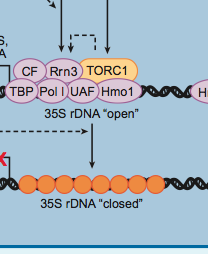 S,
A
CF Rrn3 TORC1
TBP Pol I UAF Hmo1
35S rDNA “open”
X
35S rDNA “closed”